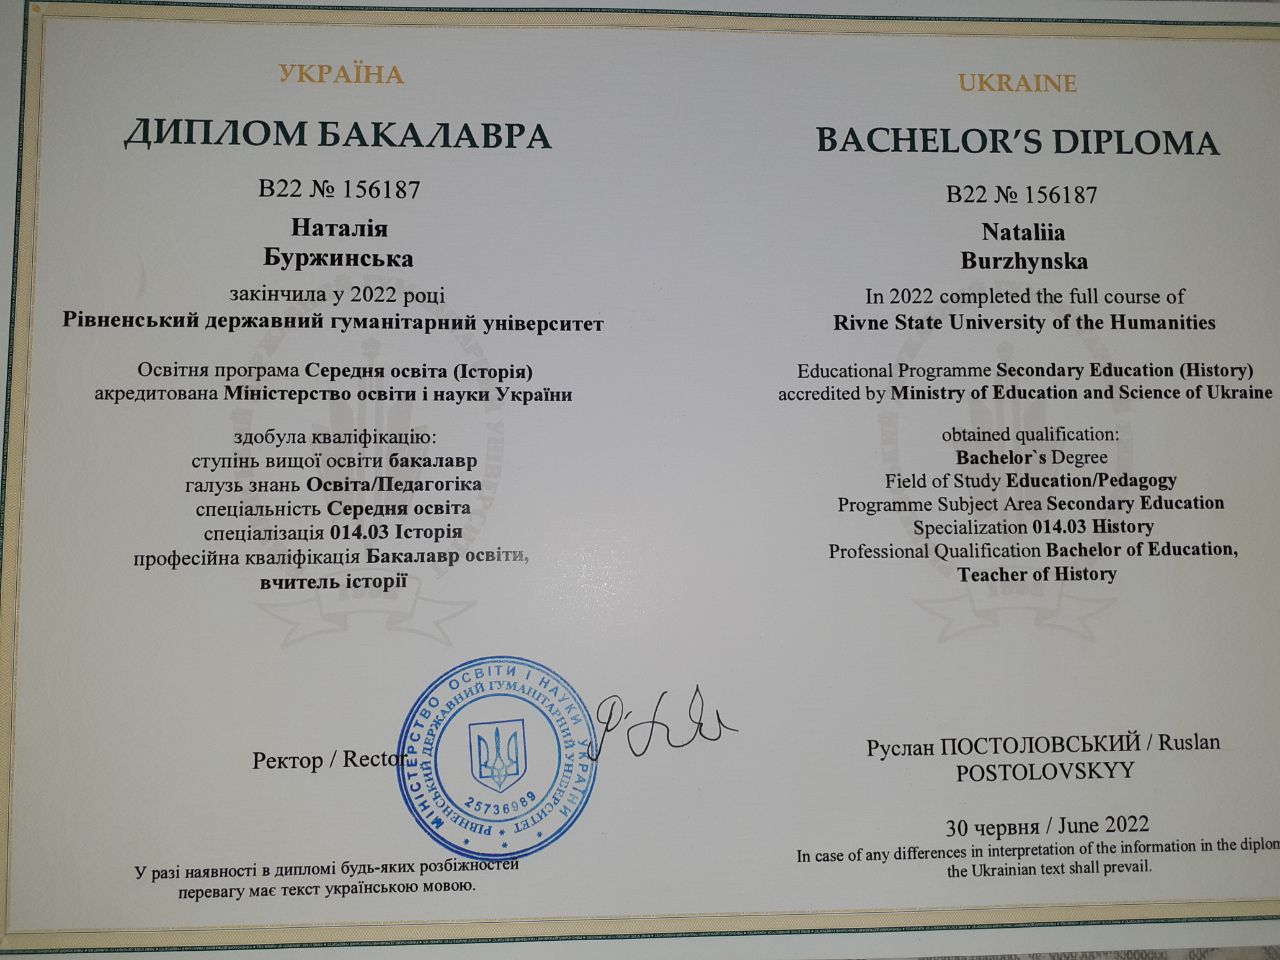 УКРАЇНА
ДИПЛОМ БАКАЛАВРА
В22 № 156187
Наталія
Буржинська
закінчила у 2022 році
Рівненський державний гуманітарний університет
Освітня програма Середня освіта (Історія)
акредитована Міністерство освіти і науки України
здобула кваліфікацію:
ступінь вищої освіти бакалавр
галузь знань Освіта/Педагогіка
спеціальність Середня освіта
спеціалізація 014.03 Історія
професійна кваліфікація Бакалавр освіти,
вчитель історії
Ректор / Rector
МІНІСТЕРСТВО ОСВІТИ І НАУКИ УКРАЇНИ
РІВНЕНСЬКИЙ ДЕРЖАВНИЙ ГУМАНІТАРНИЙ УНІВЕРСИТЕТ
25736989
У разі наявності в дипломі будь-яких розбіжностей
перевагу має текст українською мовою.
UKRAINE
BACHELOR’S DIPLOMA
B22 № 156187
Nataliia
Burzhynska
In 2022 completed the full course of
Rivne State University of the Humanities
Educational Programme Secondary Education (History)
accredited by Ministry of Education and Science of Ukraine
obtained qualification:
Bachelor`s Degree
Field of Study Education/Pedagogy
Programme Subject Area Secondary Education
Specialization 014.03 History
Professional Qualification Bachelor of Education,
Teacher of History
Руслан ПОСТОЛОВСЬКИЙ / Ruslan
POSTOLOVSKYY
30 червня / June 2022
In case of any differences in interpretation of the information in the diplom
the Ukrainian text shall prevail.